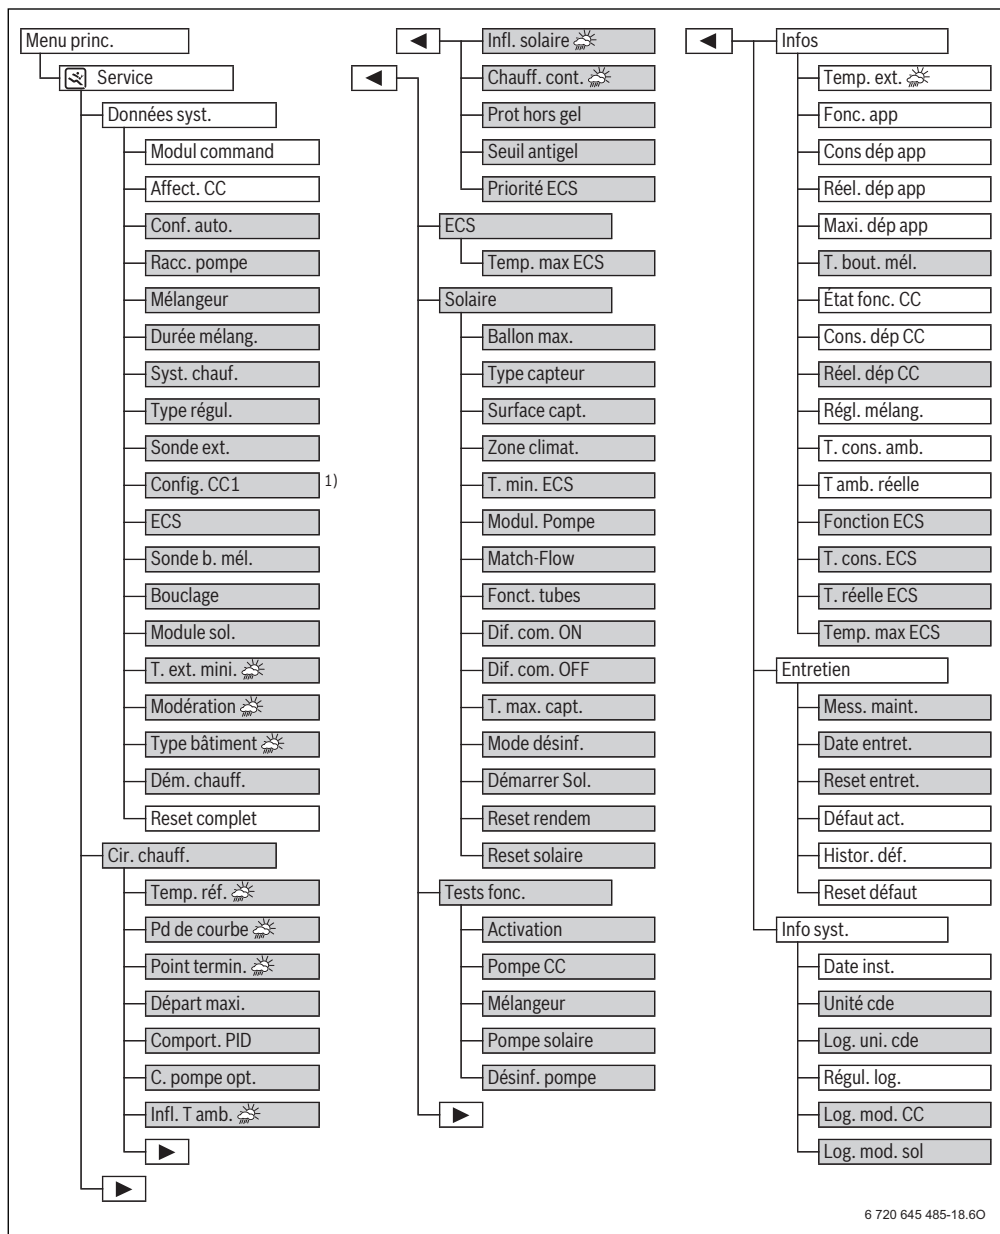 Menu princ.
Service
Données syst.
Modul command
Affect. CC
Conf. auto.
Racc. pompe
Mélangeur
Durée mélang.
Syst. chauf.
Type régul.
Sonde ext.
Config. CC1 1)
ECS
Sonde b. mél.
Bouclage
Module sol.
T. ext. mini.
Modération
Type bâtiment
Dém. chauff.
Reset complet
Cir. chauff.
Temp. réf.
Pd de courbe
Point termin.
Départ maxi.
Comport. PID
C. pompe opt.
Infl. T amb.
Infl. solaire
Chauff. cont.
Prot hors gel
Seuil antigel
Priorité ECS
ECS
Temp. max ECS
Solaire
Ballon max.
Type capteur
Surface capt.
Zone climat.
T. min. ECS
Modul. Pompe
Match-Flow
Fonct. tubes
Dif. com. ON
Dif. com. OFF
T. max. capt.
Mode désinf.
Démarrer Sol.
Reset rendem
Reset solaire
Tests fonc.
Activation
Pompe CC
Mélangeur
Pompe solaire
Désinf. pompe
Infos
Temp. ext.
Fonc. app
Cons dép app
Réel. dép app
Maxi. dép app
T. bout. mél.
État fonc. CC
Cons. dép CC
Réel. dép CC
Régl. mélang.
T. cons. amb.
T amb. réelle
Fonction ECS
T. cons. ECS
T. réelle ECS
Temp. max ECS
Entretien
Mess. maint.
Date entret.
Reset entret.
Défaut act.
Histor. déf.
Reset défaut
Info syst.
Date inst.
Unité cde
Log. uni. cde
Régul. log.
Log. mod. CC
Log. mod. sol
6 720 645 485-18.6O